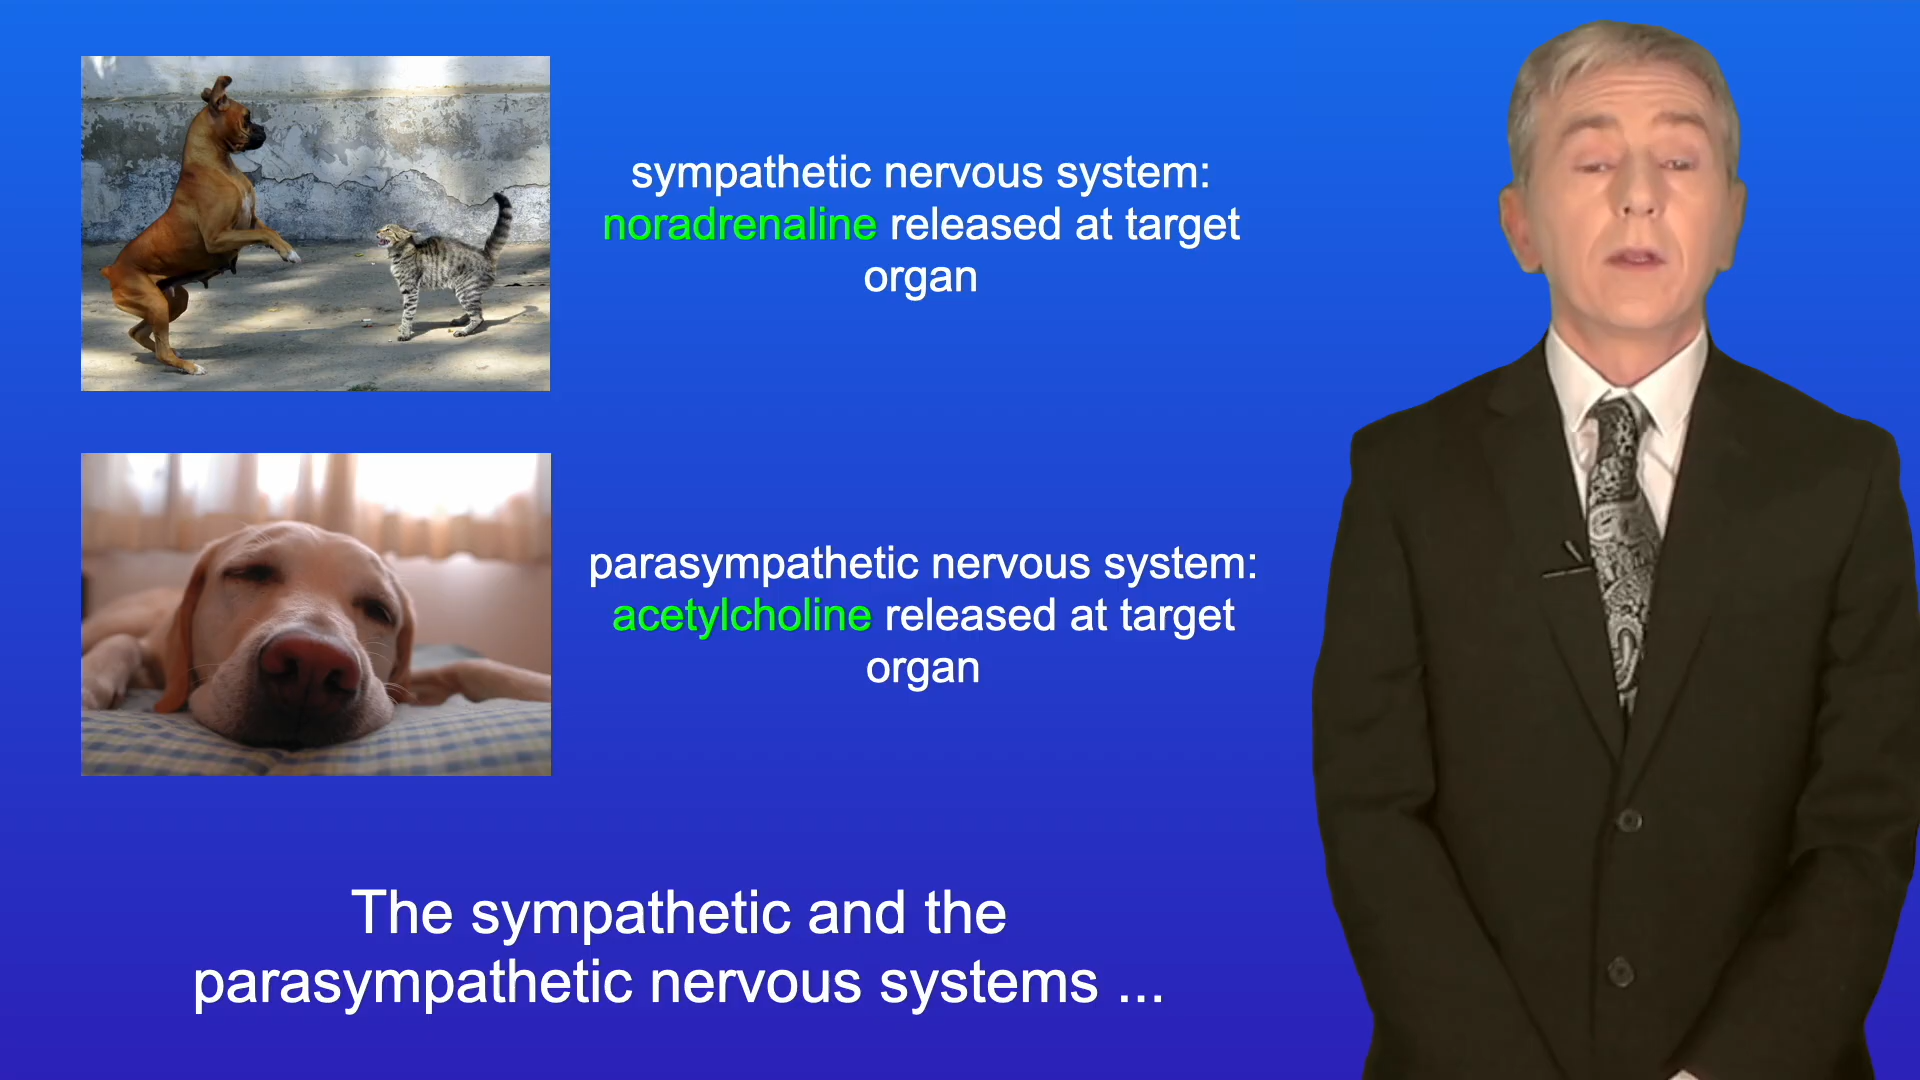 sympathetic nervous system:
noradrenaline released at target
organ
parasympathetic nervous system:
acetylcholine released at target
organ
The sympathetic and the
parasympathetic nervous systems ...